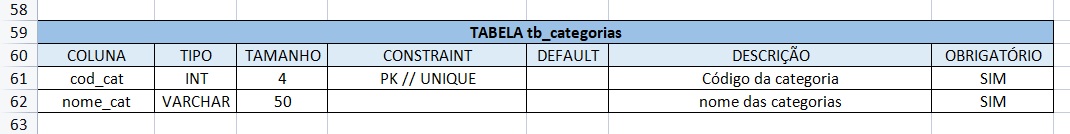 58
59 TABELA tb_categorias
60 COLUNA TIPO TAMANHO CONSTRAINT DEFAULT DESCRIÇÃO OBRIGATÓRIO
61 cod_cat INT 4 PK // UNIQUE Código da categoria SIM
62 nome_cat VARCHAR 50 nome das categorias SIM
63